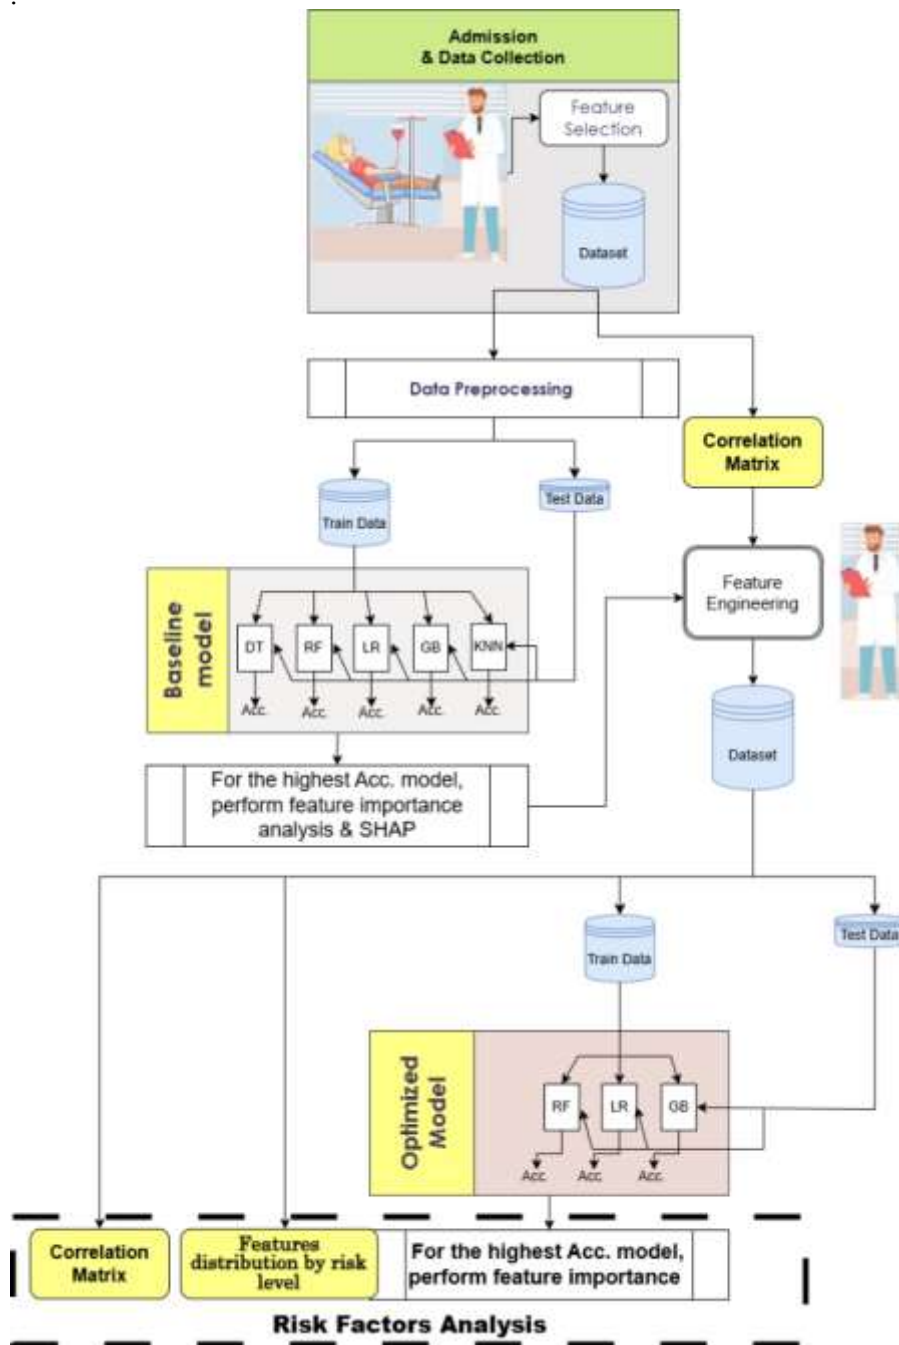 Admission
& Data Collection
Feature
Selection
Dataset
Data Preprocessing
Correlation
Matrix
Train Data
Test Data
Feature
Engineering
Baseline
model
DT
RF
LR
GB
KNN
Acc.
Acc.
Acc.
Acc.
Acc.
Dataset
For the highest Acc. model,
perform feature importance
analysis & SHAP
Train Data
Test Data
Optimized
Model
RF
LR
GB
Acc.
Acc.
Acc.
Correlation
Matrix
Features
distribution by risk
level
For the highest Acc. model,
perform feature importance
Risk Factors Analysis